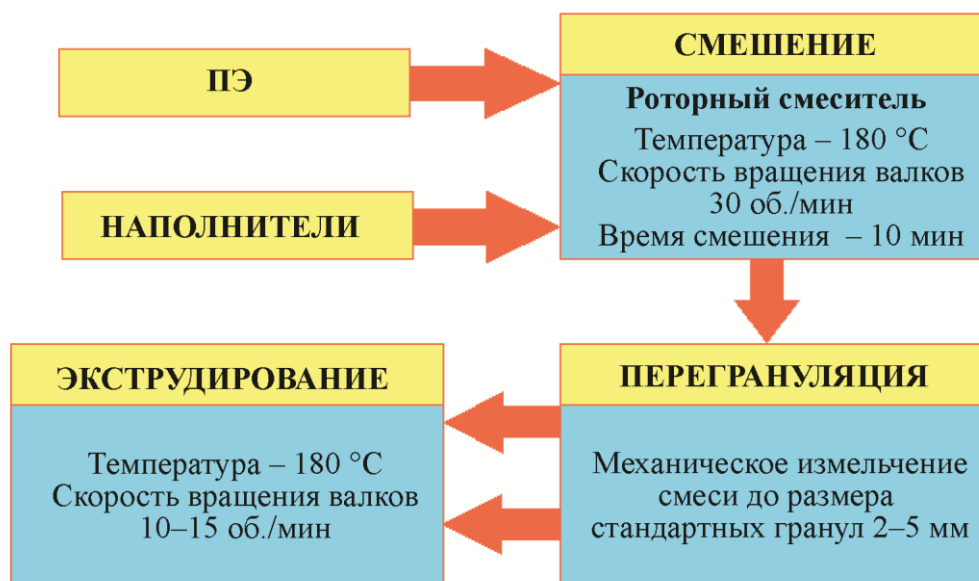 ПЭ
НАПОЛНИТЕЛИ
СМЕШЕНИЕ
Роторный смеситель
Температура – 180 °С
Скорость вращения валков
30 об./мин
Время смешения – 10 мин
ПЕРЕГРАНУЛЯЦИЯ
Механическое измельчение
смеси до размера
стандартных гранул 2–5 мм
ЭКСТРУДИРОВАНИЕ
Температура – 180 °С
Скорость вращения валков
10–15 об./мин